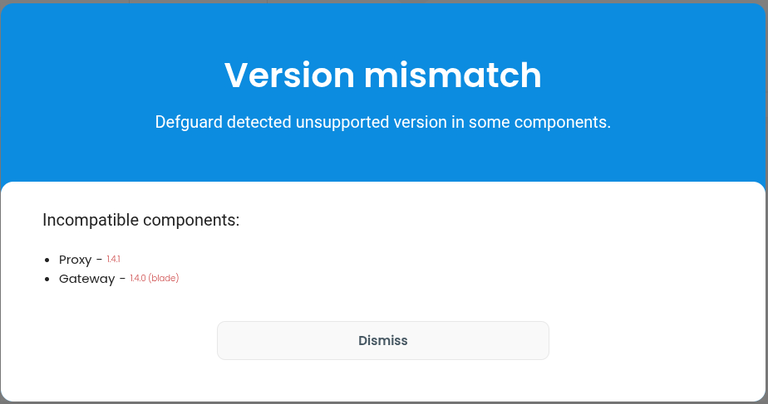 Version mismatch
Defguard detected unsupported version in some components.
Incompatible components:
• Proxy - 1.4.1
• Gateway - 1.4.0 (blade)
Dismiss